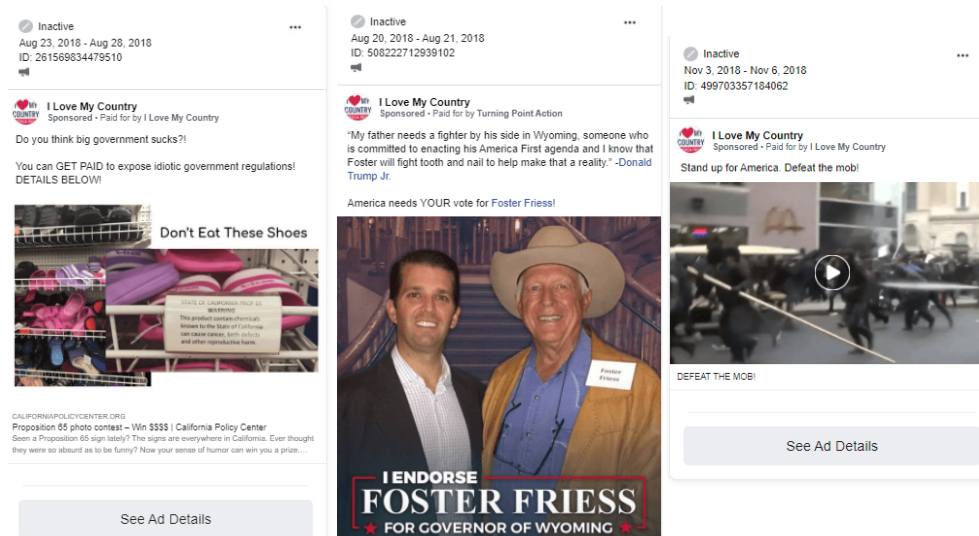 Inactive
Aug 23, 2018 - Aug 28, 2018
ID: 261569834479510
I Love My Country
Sponsored • Paid for by I Love My Country
Do you think big government sucks?!
You can GET PAID to expose idiotic government regulations!
DETAILS BELOW!
Don't Eat These Shoes
STATE OF CALIFORNIA PROP 65
WARNING
This product contains chemicals
known to the State of California
can cause cancer, birth defects
and other reproductive harm.
CALIFORNIAPOLICYCENTER.ORG
Proposition 65 photo contest – Win $$$$ | California Policy Center
Seen a Proposition 65 sign lately? The signs are everywhere in California. Ever thought
they were so absurd as to be funny? Now your sense of humor can win you a prize....
See Ad Details
Inactive
Aug 20, 2018 - Aug 21, 2018
ID: 508222712939102
I Love My Country
Sponsored • Paid for by Turning Point Action
“My father needs a fighter by his side in Wyoming, someone who
is committed to enacting his America First agenda and I know that
Foster will fight tooth and nail to help make that a reality.” -Donald
Trump Jr.
America needs YOUR vote for Foster Friess!
Foster
Friess
I ENDORSE
FOSTER FRIESS
FOR GOVERNOR OF WYOMING
Inactive
Nov 3, 2018 - Nov 6, 2018
ID: 499703357184062
I Love My Country
Sponsored • Paid for by I Love My Country
Stand up for America. Defeat the mob!
DEFEAT THE MOB!
See Ad Details
MY
COUNTRY
MY
COUNTRY
MY
COUNTRY